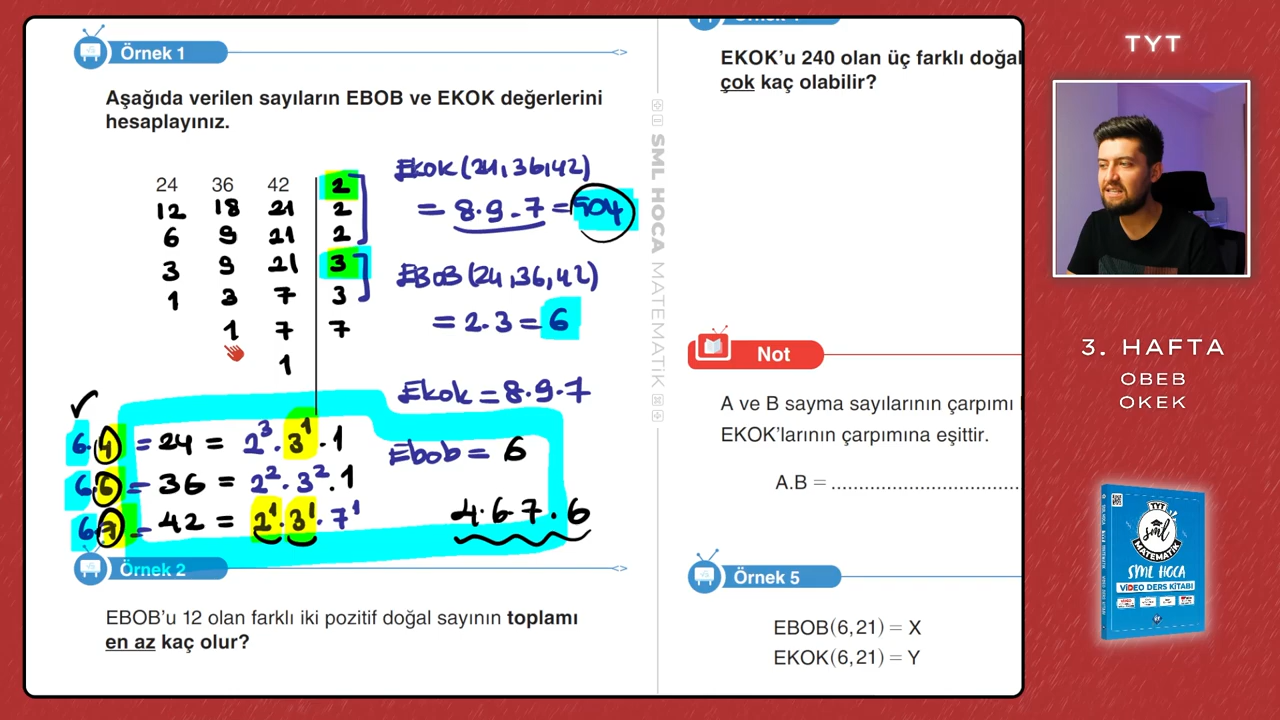 Örnek 1
Aşağıda verilen sayıların EBOB ve EKOK değerlerini
hesaplayınız.
24 36 42 2
12 18 21 2
6 9 21 2
3 9 21 3
1 3 7 3
1 7 7
1
Ekok (24,36,42)
= 8.9.7 = 504
EBOB (24,36,42)
= 2.3 = 6
Ekok = 8.9.7
Ebob = 6
4.6.7.6
6.4 = 24 = 2³.3¹.1
6.6 = 36 = 2².3².1
6.7 = 42 = 2¹.3¹.7¹
Örnek 2
EBOB’u 12 olan farklı iki pozitif doğal sayının toplamı
en az kaç olur?
SML HOCA MATEMATİK
EKOK’u 240 olan üç farklı doğal
çok kaç olabilir?
Not
A ve B sayma sayılarının çarpımı
EKOK’larının çarpımına eşittir.
A.B = ..................................
Örnek 5
EBOB(6,21) = X
EKOK(6,21) = Y
TYT
3. HAFTA
OBEB
OKEK
TYT
sml
MATEMATİK
SML HOCA
VİDEO DERS KİTABI